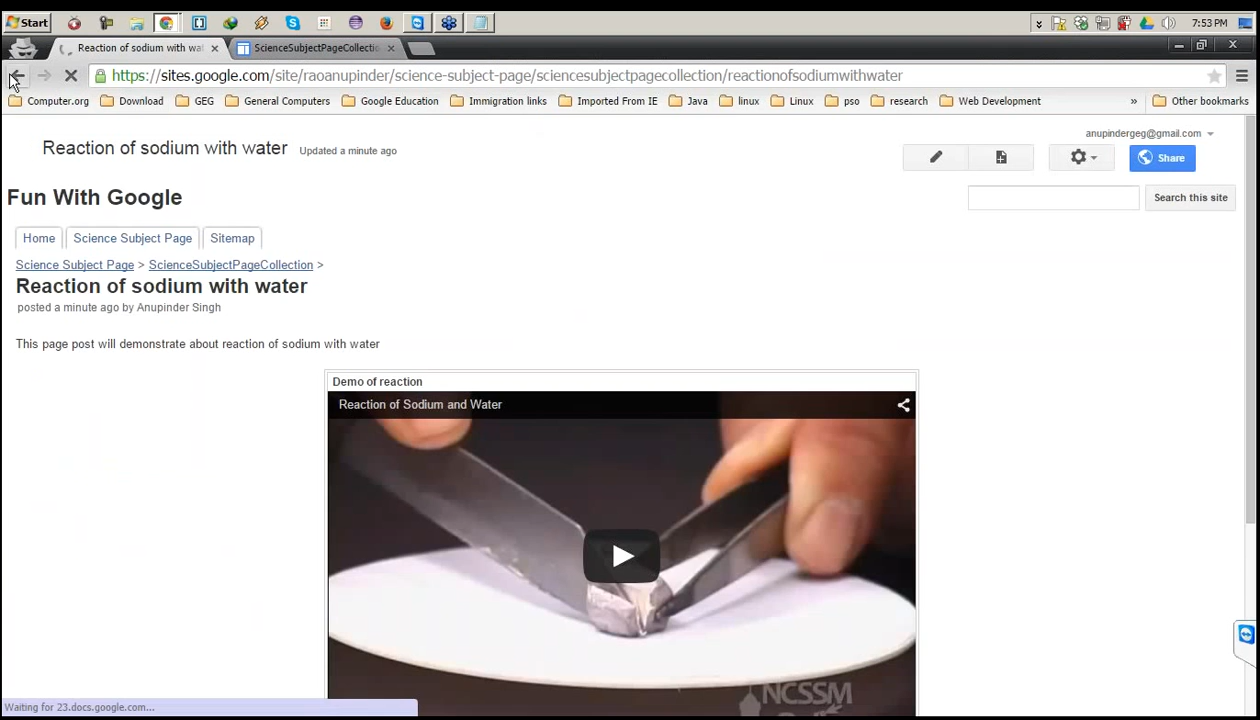 Start
7:53 PM
Reaction of sodium with wat
ScienceSubjectPageCollecti
https://sites.google.com/site/raoanupinder/science-subject-page/sciencesubjectpagecollection/reactionofsodiumwithwater
Computer.org Download GEG General Computers Google Education Immigration links Imported From IE Java linux Linux pso research Web Development » Other bookmarks
Reaction of sodium with water Updated a minute ago
anupindergeg@gmail.com
Share
Fun With Google
Search this site
Home Science Subject Page Sitemap
Science Subject Page > ScienceSubjectPageCollection >
Reaction of sodium with water
posted a minute ago by Anupinder Singh
This page post will demonstrate about reaction of sodium with water
Demo of reaction
Reaction of Sodium and Water
NCSSM
Waiting for 23.docs.google.com...